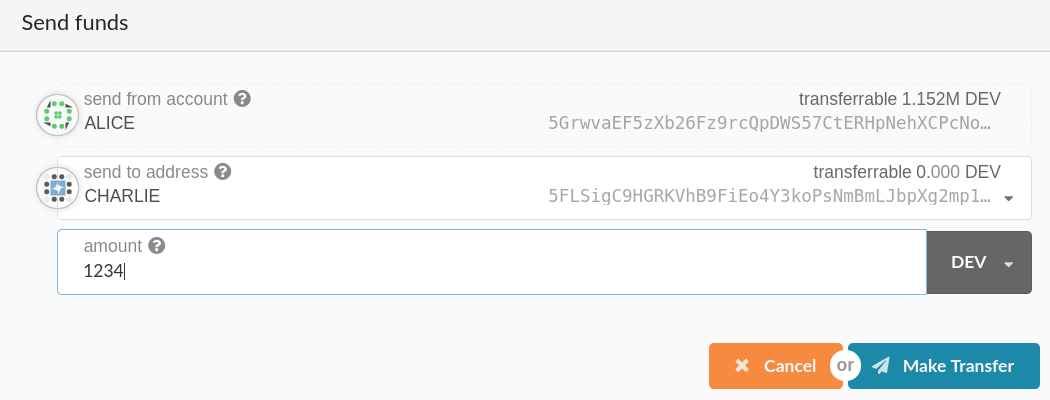 Send funds
send from account ? transferrable 1.152M DEV
ALICE 5GrwvaEF5zXb26Fz9rcQpDWS57CtERHpNehXCPcNo…
send to address ? transferrable 0.000 DEV
CHARLIE 5FLSigC9HGRKVhB9FiEo4Y3koPsNmBmLJbpXg2mp1…
amount ?
1234 DEV
Cancel or Make Transfer